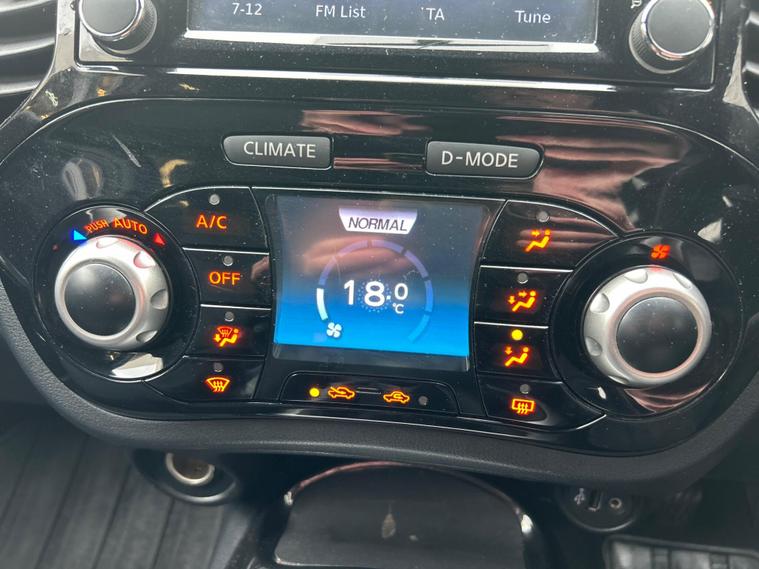 7-12 FM List TA Tune
CLIMATE
D-MODE
PUSH AUTO
A/C
OFF
NORMAL
18.0
°C